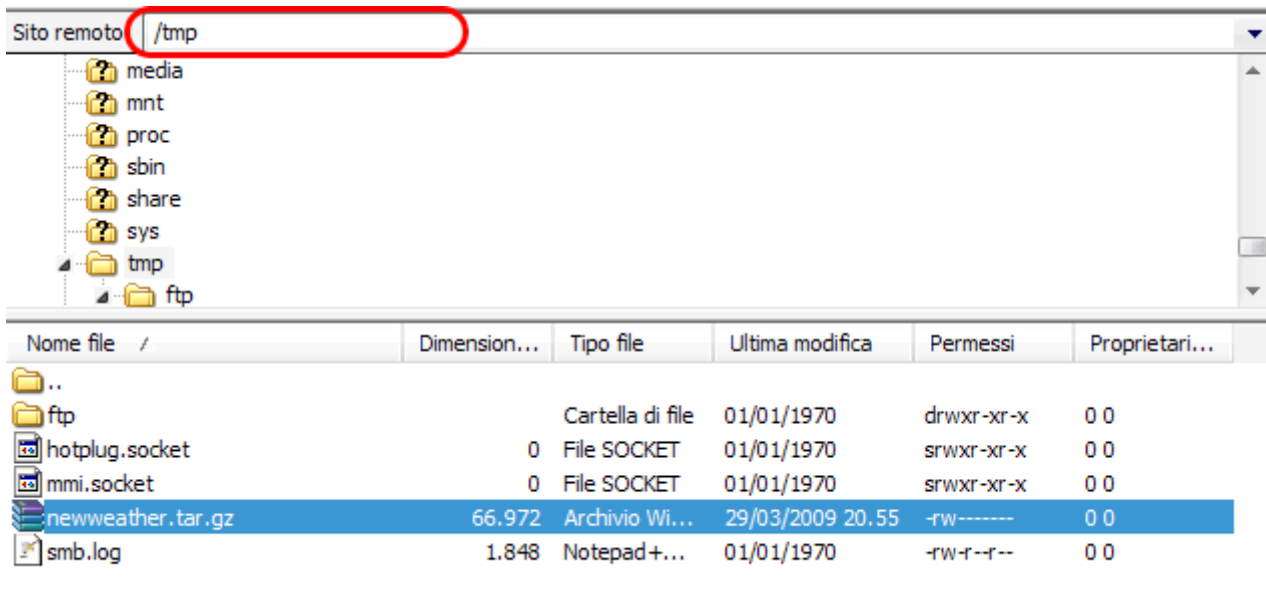 Sito remoto /tmp
media
mnt
proc
sbin
share
sys
tmp
ftp
Nome file / Dimension... Tipo file Ultima modifica Permessi Proprietari...
..
ftp Cartella di file 01/01/1970 drwxr-xr-x 0 0
hotplug.socket 0 File SOCKET 01/01/1970 srwxr-xr-x 0 0
mmi.socket 0 File SOCKET 01/01/1970 srwxr-xr-x 0 0
newweather.tar.gz 66.972 Archivio Wi... 29/03/2009 20.55 -rw------- 0 0
smb.log 1.848 Notepad+... 01/01/1970 -rw-r--r-- 0 0